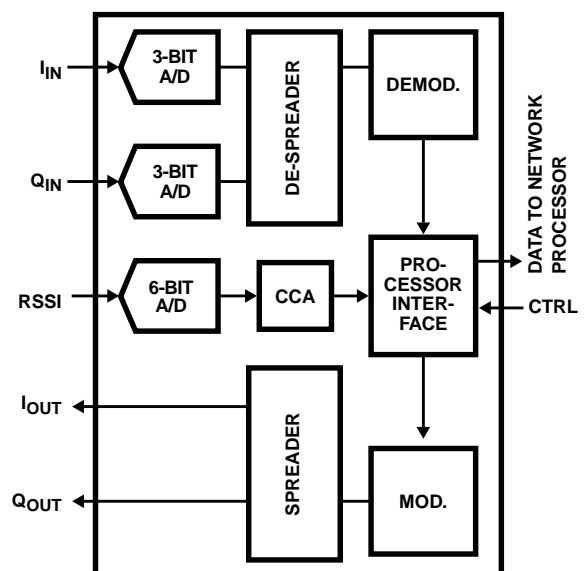 I_IN
3-BIT
A/D
DE-SPREADER
DEMOD.
Q_IN
3-BIT
A/D
DATA TO NETWORK
PROCESSOR
RSSI
6-BIT
A/D
CCA
PRO-
CESSOR
INTER-
FACE
CTRL
I_OUT
SPREADER
Q_OUT
MOD.